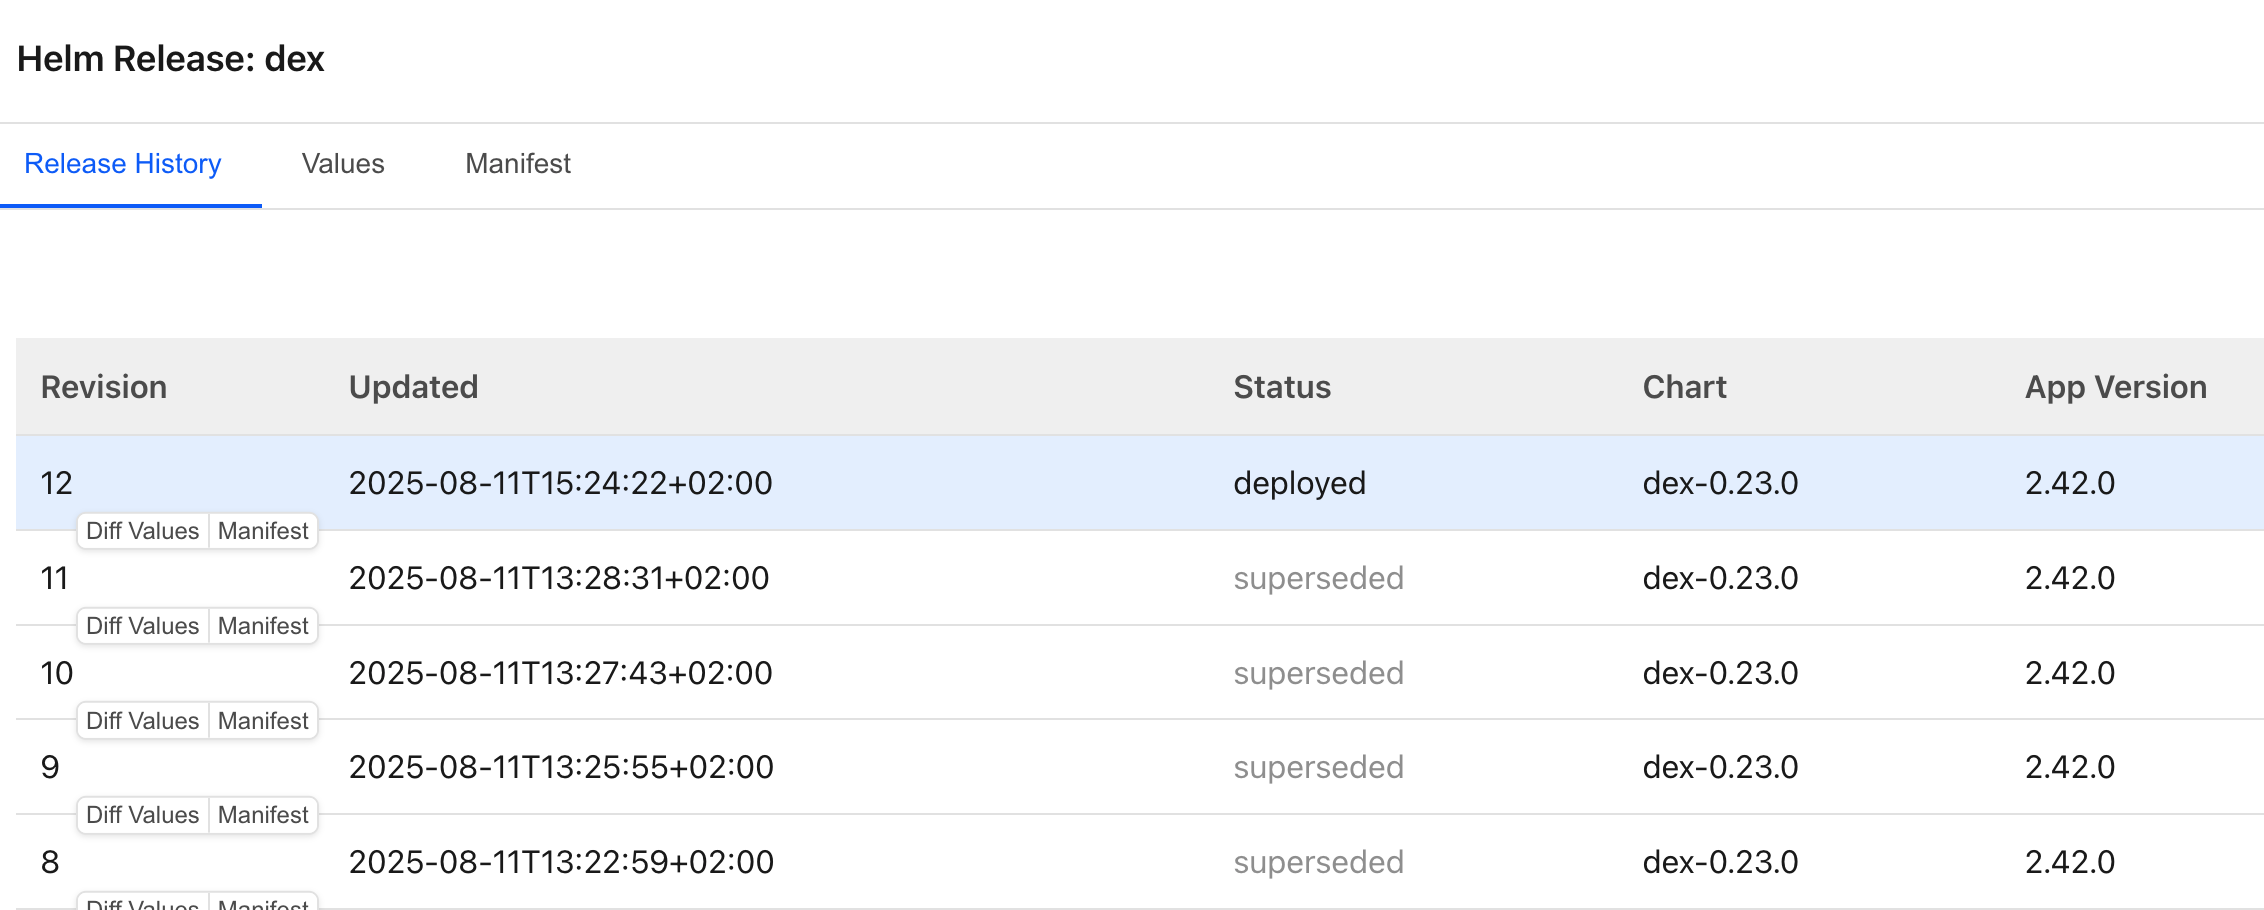 Helm Release: dex
Release History Values Manifest
Revision Updated Status Chart App Version
12 2025-08-11T15:24:22+02:00 deployed dex-0.23.0 2.42.0
Diff Values Manifest
11 2025-08-11T13:28:31+02:00 superseded dex-0.23.0 2.42.0
Diff Values Manifest
10 2025-08-11T13:27:43+02:00 superseded dex-0.23.0 2.42.0
Diff Values Manifest
9 2025-08-11T13:25:55+02:00 superseded dex-0.23.0 2.42.0
Diff Values Manifest
8 2025-08-11T13:22:59+02:00 superseded dex-0.23.0 2.42.0
Diff Values Manifest